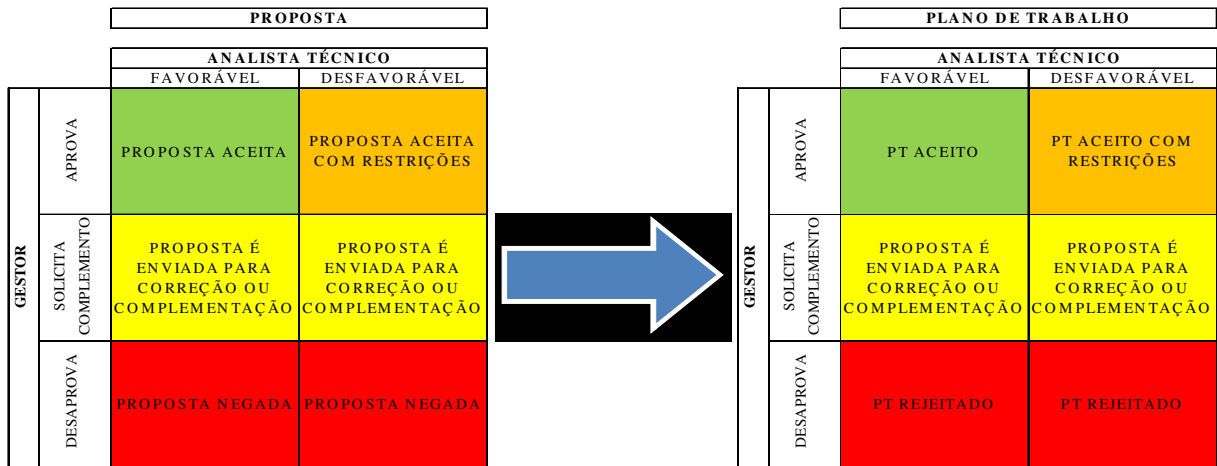 PROPOSTA
ANALISTA TÉCNICO
FAVORÁVEL
DESFAVORÁVEL
GESTOR
APROVA
PROPOSTA ACEITA
PROPOSTA ACEITA
COM RESTRIÇÕES
SOLICITA
COMPLEMENTO
PROPOSTA É
ENVIADA PARA
CORREÇÃO OU
COMPLEMENTAÇÃO
PROPOSTA É
ENVIADA PARA
CORREÇÃO OU
COMPLEMENTAÇÃO
DESAPROVA
PROPOSTA NEGADA
PROPOSTA NEGADA
PLANO DE TRABALHO
ANALISTA TÉCNICO
FAVORÁVEL
DESFAVORÁVEL
GESTOR
APROVA
PT ACEITO
PT ACEITO COM
RESTRIÇÕES
SOLICITA
COMPLEMENTO
PROPOSTA É
ENVIADA PARA
CORREÇÃO OU
COMPLEMENTAÇÃO
PROPOSTA É
ENVIADA PARA
CORREÇÃO OU
COMPLEMENTAÇÃO
DESAPROVA
PT REJEITADO
PT REJEITADO